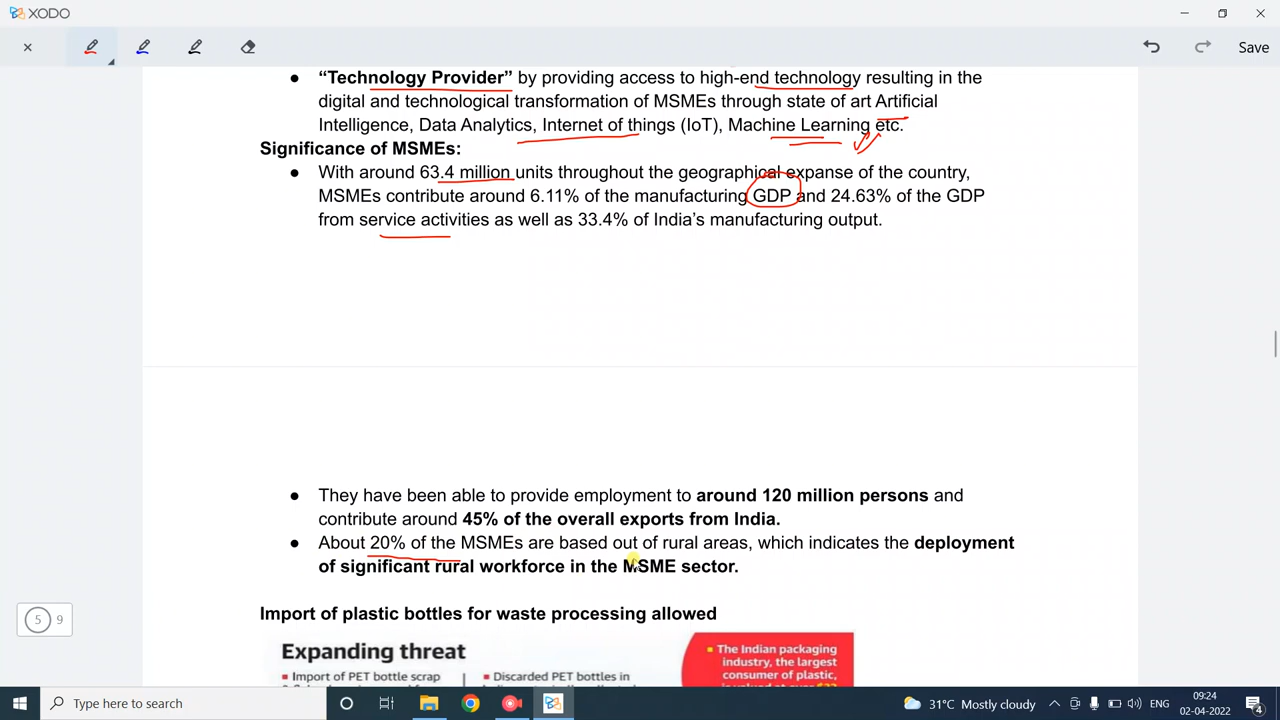 XODO
Save
● “Technology Provider” by providing access to high-end technology resulting in the
digital and technological transformation of MSMEs through state of art Artificial
Intelligence, Data Analytics, Internet of things (IoT), Machine Learning etc.
Significance of MSMEs:
● With around 63.4 million units throughout the geographical expanse of the country,
MSMEs contribute around 6.11% of the manufacturing GDP and 24.63% of the GDP
from service activities as well as 33.4% of India’s manufacturing output.
● They have been able to provide employment to around 120 million persons and
contribute around 45% of the overall exports from India.
● About 20% of the MSMEs are based out of rural areas, which indicates the deployment
of significant rural workforce in the MSME sector.
5 9
Import of plastic bottles for waste processing allowed
Expanding threat
■ Import of PET bottle scrap
■ Discarded PET bottles in
■ The Indian packaging
industry, the largest
consumer of plastic,
Type here to search
31°C Mostly cloudy
ENG
09:24
02-04-2022
4